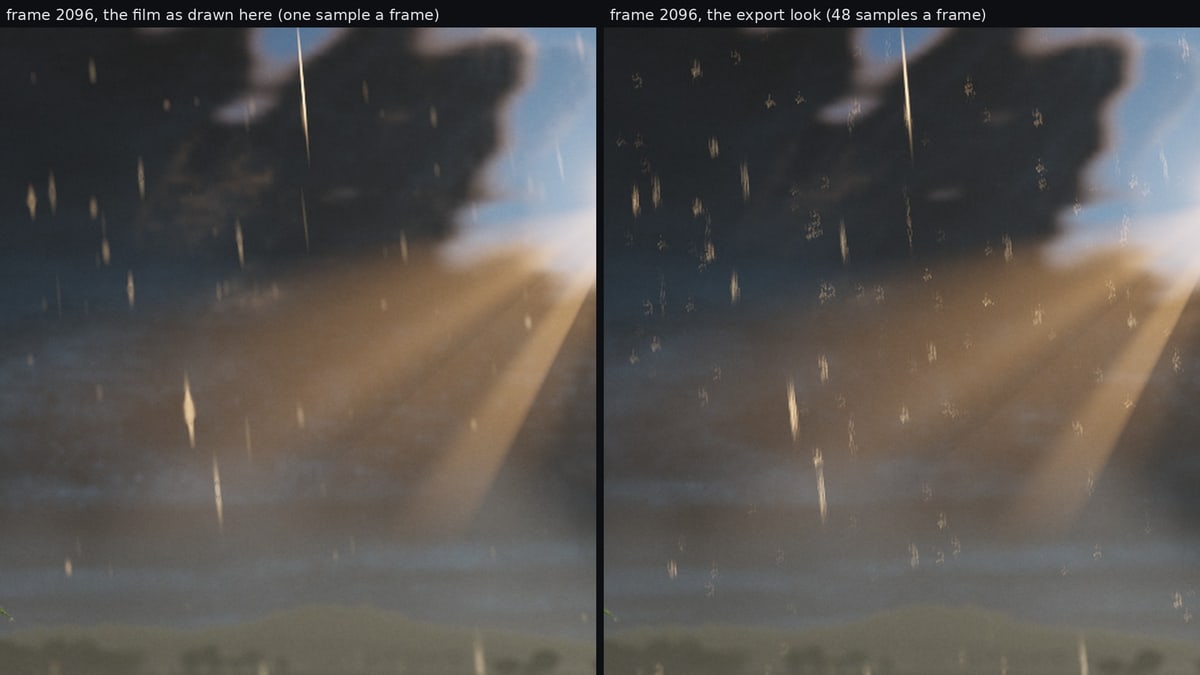 frame 2096, the film as drawn here (one sample a frame)
frame 2096, the export look (48 samples a frame)